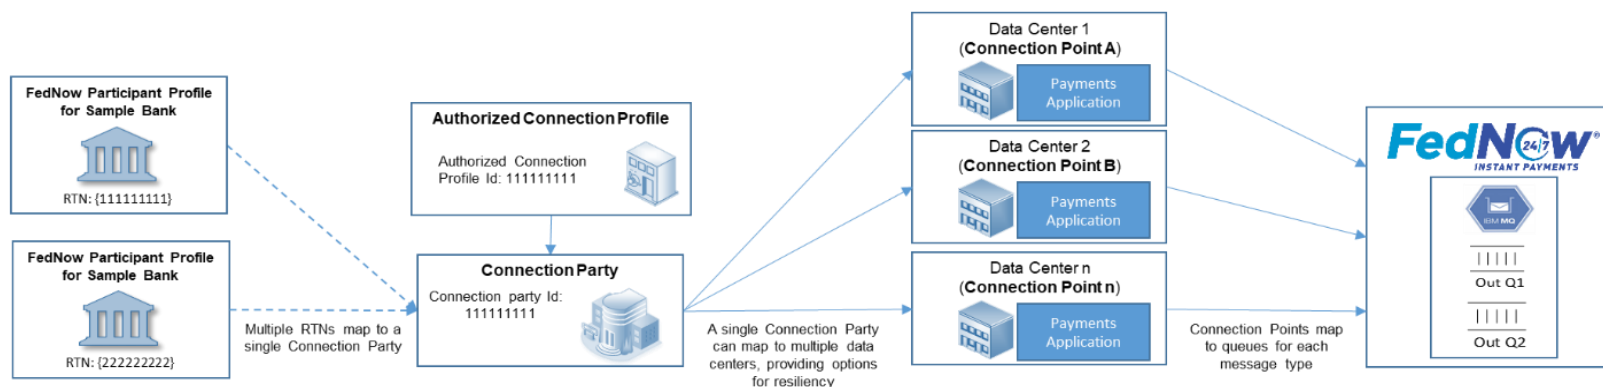 FedNow Participant Profile
for Sample Bank
RTN: {111111111}
FedNow Participant Profile
for Sample Bank
RTN: {222222222}
Multiple RTNs map to a
single Connection Party
Authorized Connection Profile
Authorized Connection
Profile Id: 111111111
Connection Party
Connection party Id:
111111111
A single Connection Party
can map to multiple data
centers, providing options
for resiliency
Data Center 1
(Connection Point A)
Payments
Application
Data Center 2
(Connection Point B)
Payments
Application
Data Center n
(Connection Point n)
Payments
Application
Connection Points map
to queues for each
message type
FedNow®
24/7
INSTANT PAYMENTS
IBM MQ
Out Q1
Out Q2